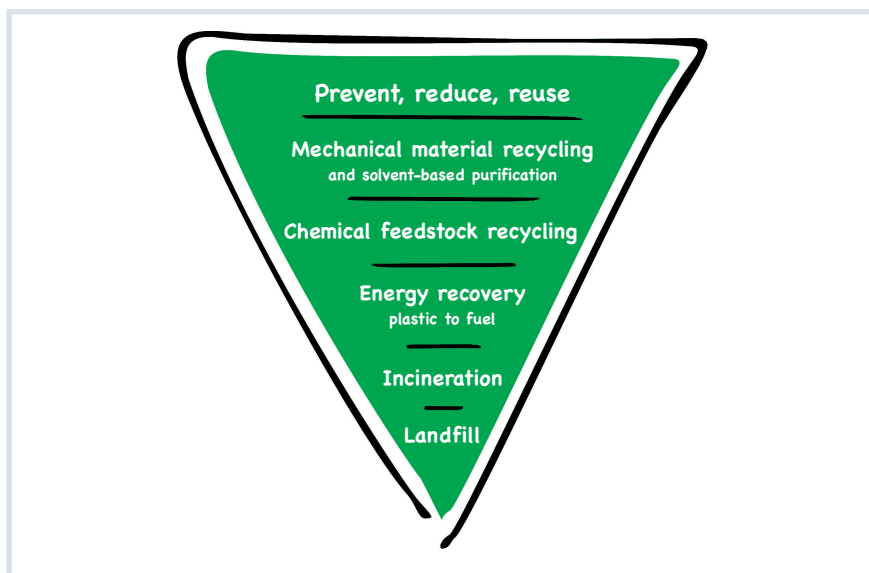 Prevent, reduce, reuse
Mechanical material recycling
and solvent-based purification
Chemical feedstock recycling
Energy recovery
plastic to fuel
Incineration
Landfill